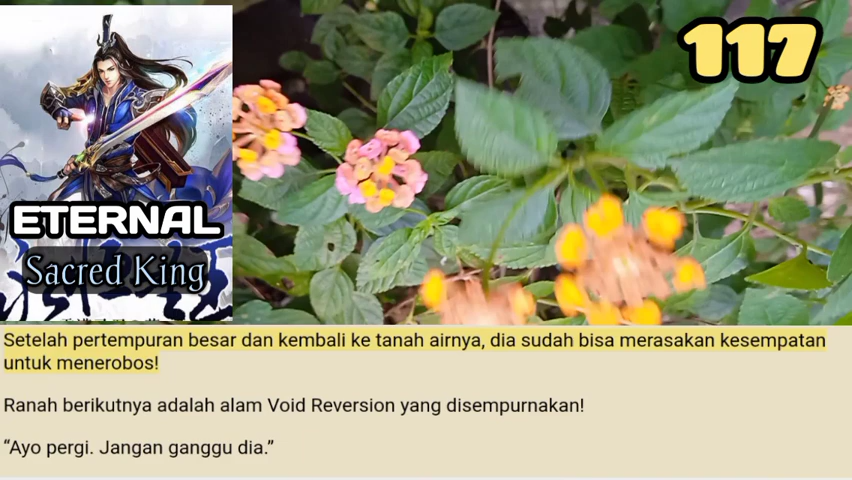 117
ETERNAL
Sacred King
Setelah pertempuran besar dan kembali ke tanah airnya, dia sudah bisa merasakan kesempatan
untuk menerobos!
Ranah berikutnya adalah alam Void Reversion yang disempurnakan!
“Ayo pergi. Jangan ganggu dia.”